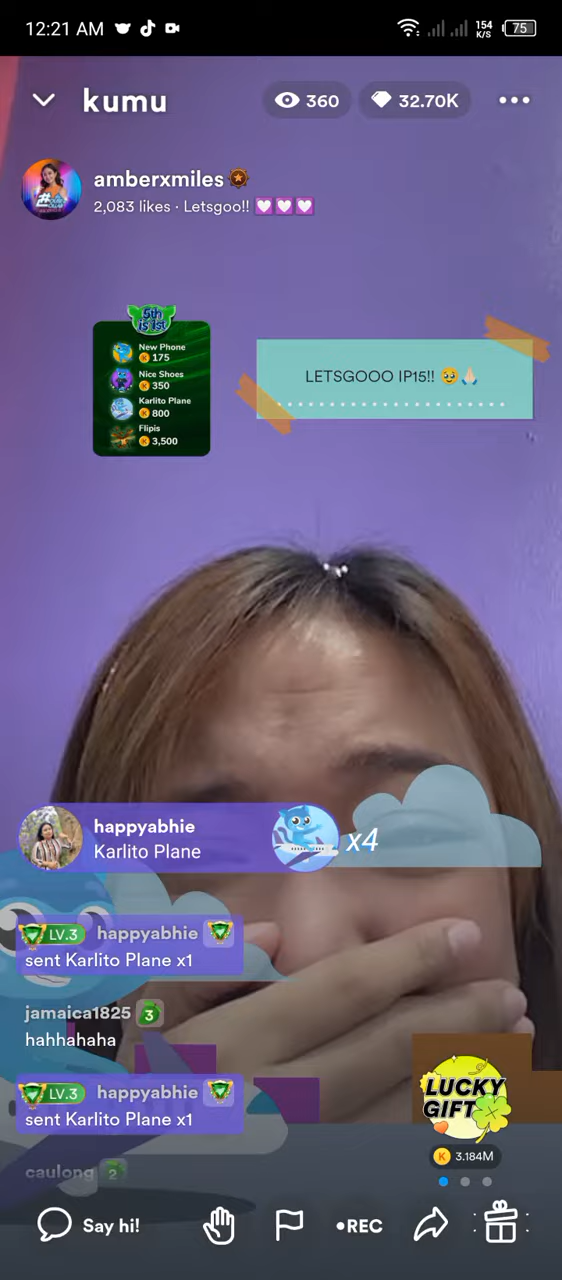 12:21 AM
154
K/S
75
kumu
360
32.70K
amberxmiles
2,083 likes · Letsgoo!! 💟💟💟
5th
is 1st
New Phone
K 175
Nice Shoes
K 350
Karlito Plane
K 800
Flipis
K 3,500
LETSGOOO IP15!! 🥹🙏🏻
happyabhie
Karlito Plane
x4
LV.3 happyabhie
sent Karlito Plane x1
jamaica1825 3
hahhahaha
LV.3 happyabhie
sent Karlito Plane x1
caulong 2
LUCKY
GIFT
K 3.184M
Say hi!
•REC